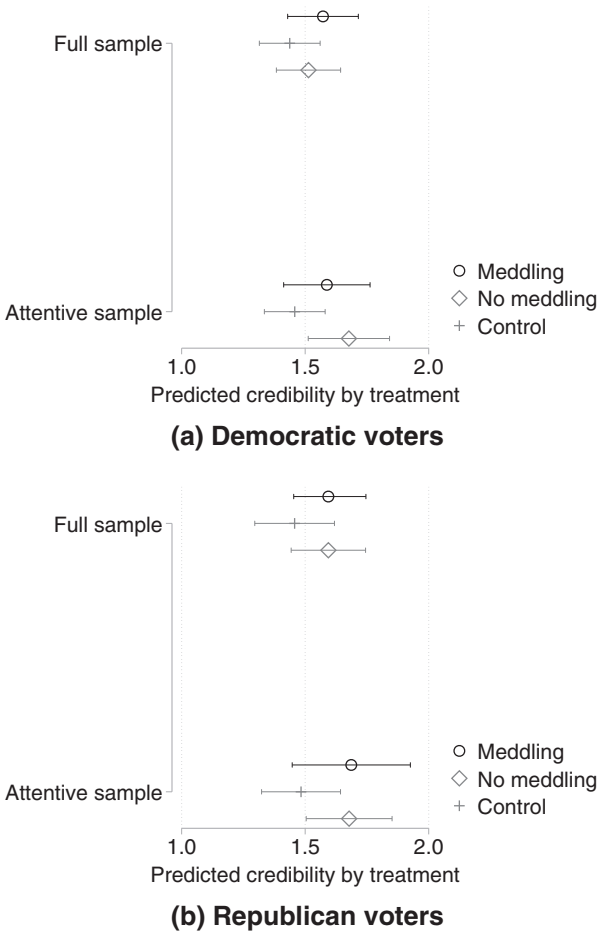 Full sample
Attentive sample
Meddling
No meddling
Control
1.0 1.5 2.0
Predicted credibility by treatment
(a) Democratic voters
Full sample
Attentive sample
Meddling
No meddling
Control
1.0 1.5 2.0
Predicted credibility by treatment
(b) Republican voters